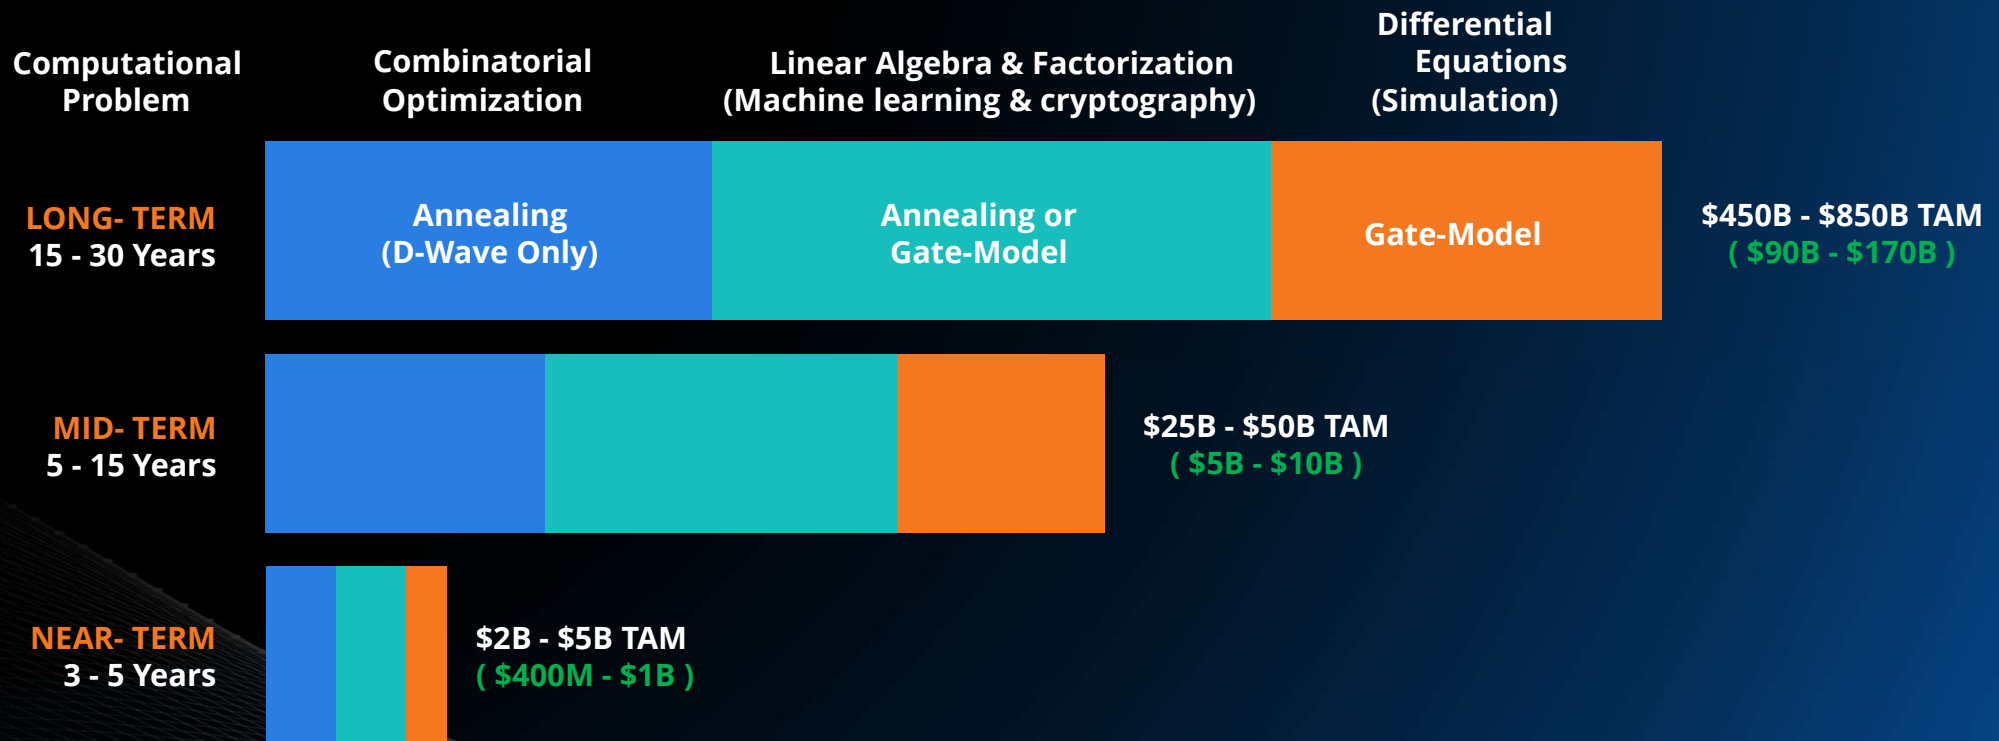 Computational
Problem
Combinatorial
Optimization
Linear Algebra & Factorization
(Machine learning & cryptography)
Differential
Equations
(Simulation)
LONG- TERM
15 - 30 Years
Annealing
(D-Wave Only)
Annealing or
Gate-Model
Gate-Model
$450B - $850B TAM
( $90B - $170B )
MID- TERM
5 - 15 Years
$25B - $50B TAM
( $5B - $10B )
NEAR- TERM
3 - 5 Years
$2B - $5B TAM
( $400M - $1B )